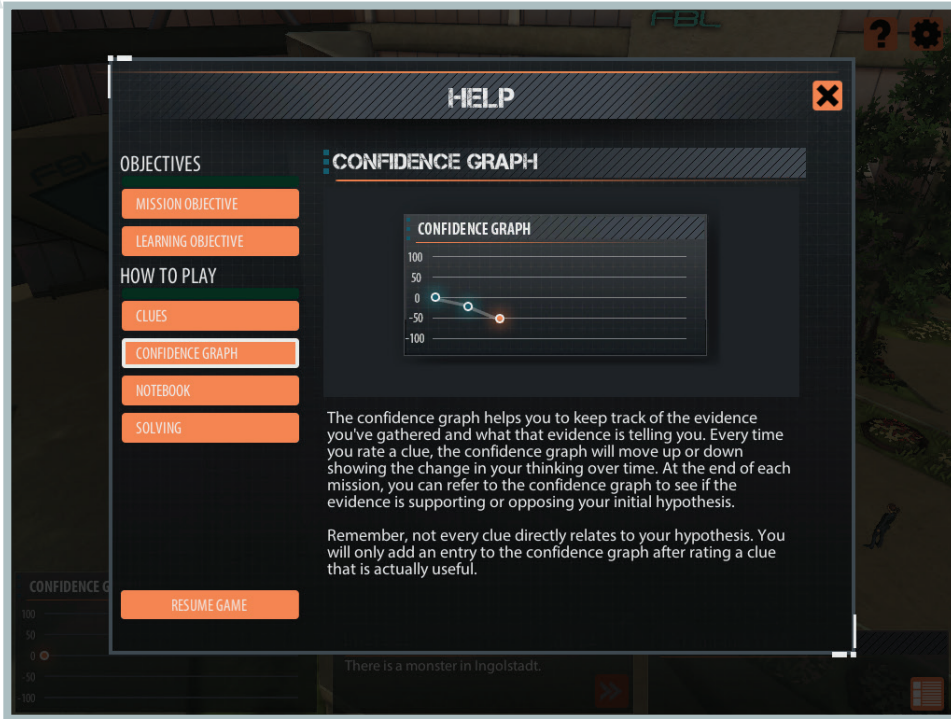 FBL
?
HELP
OBJECTIVES
MISSION OBJECTIVE
LEARNING OBJECTIVE
HOW TO PLAY
CLUES
CONFIDENCE GRAPH
NOTEBOOK
SOLVING
RESUME GAME
CONFIDENCE GRAPH
CONFIDENCE GRAPH
100
50
0
-50
-100
The confidence graph helps you to keep track of the evidence
you've gathered and what that evidence is telling you. Every time
you rate a clue, the confidence graph will move up or down
showing the change in your thinking over time. At the end of each
mission, you can refer to the confidence graph to see if the
evidence is supporting or opposing your initial hypothesis.
Remember, not every clue directly relates to your hypothesis. You
will only add an entry to the confidence graph after rating a clue
that is actually useful.
CONFIDENCE G
100
50
0
-50
-100
There is a monster in Ingolstadt.